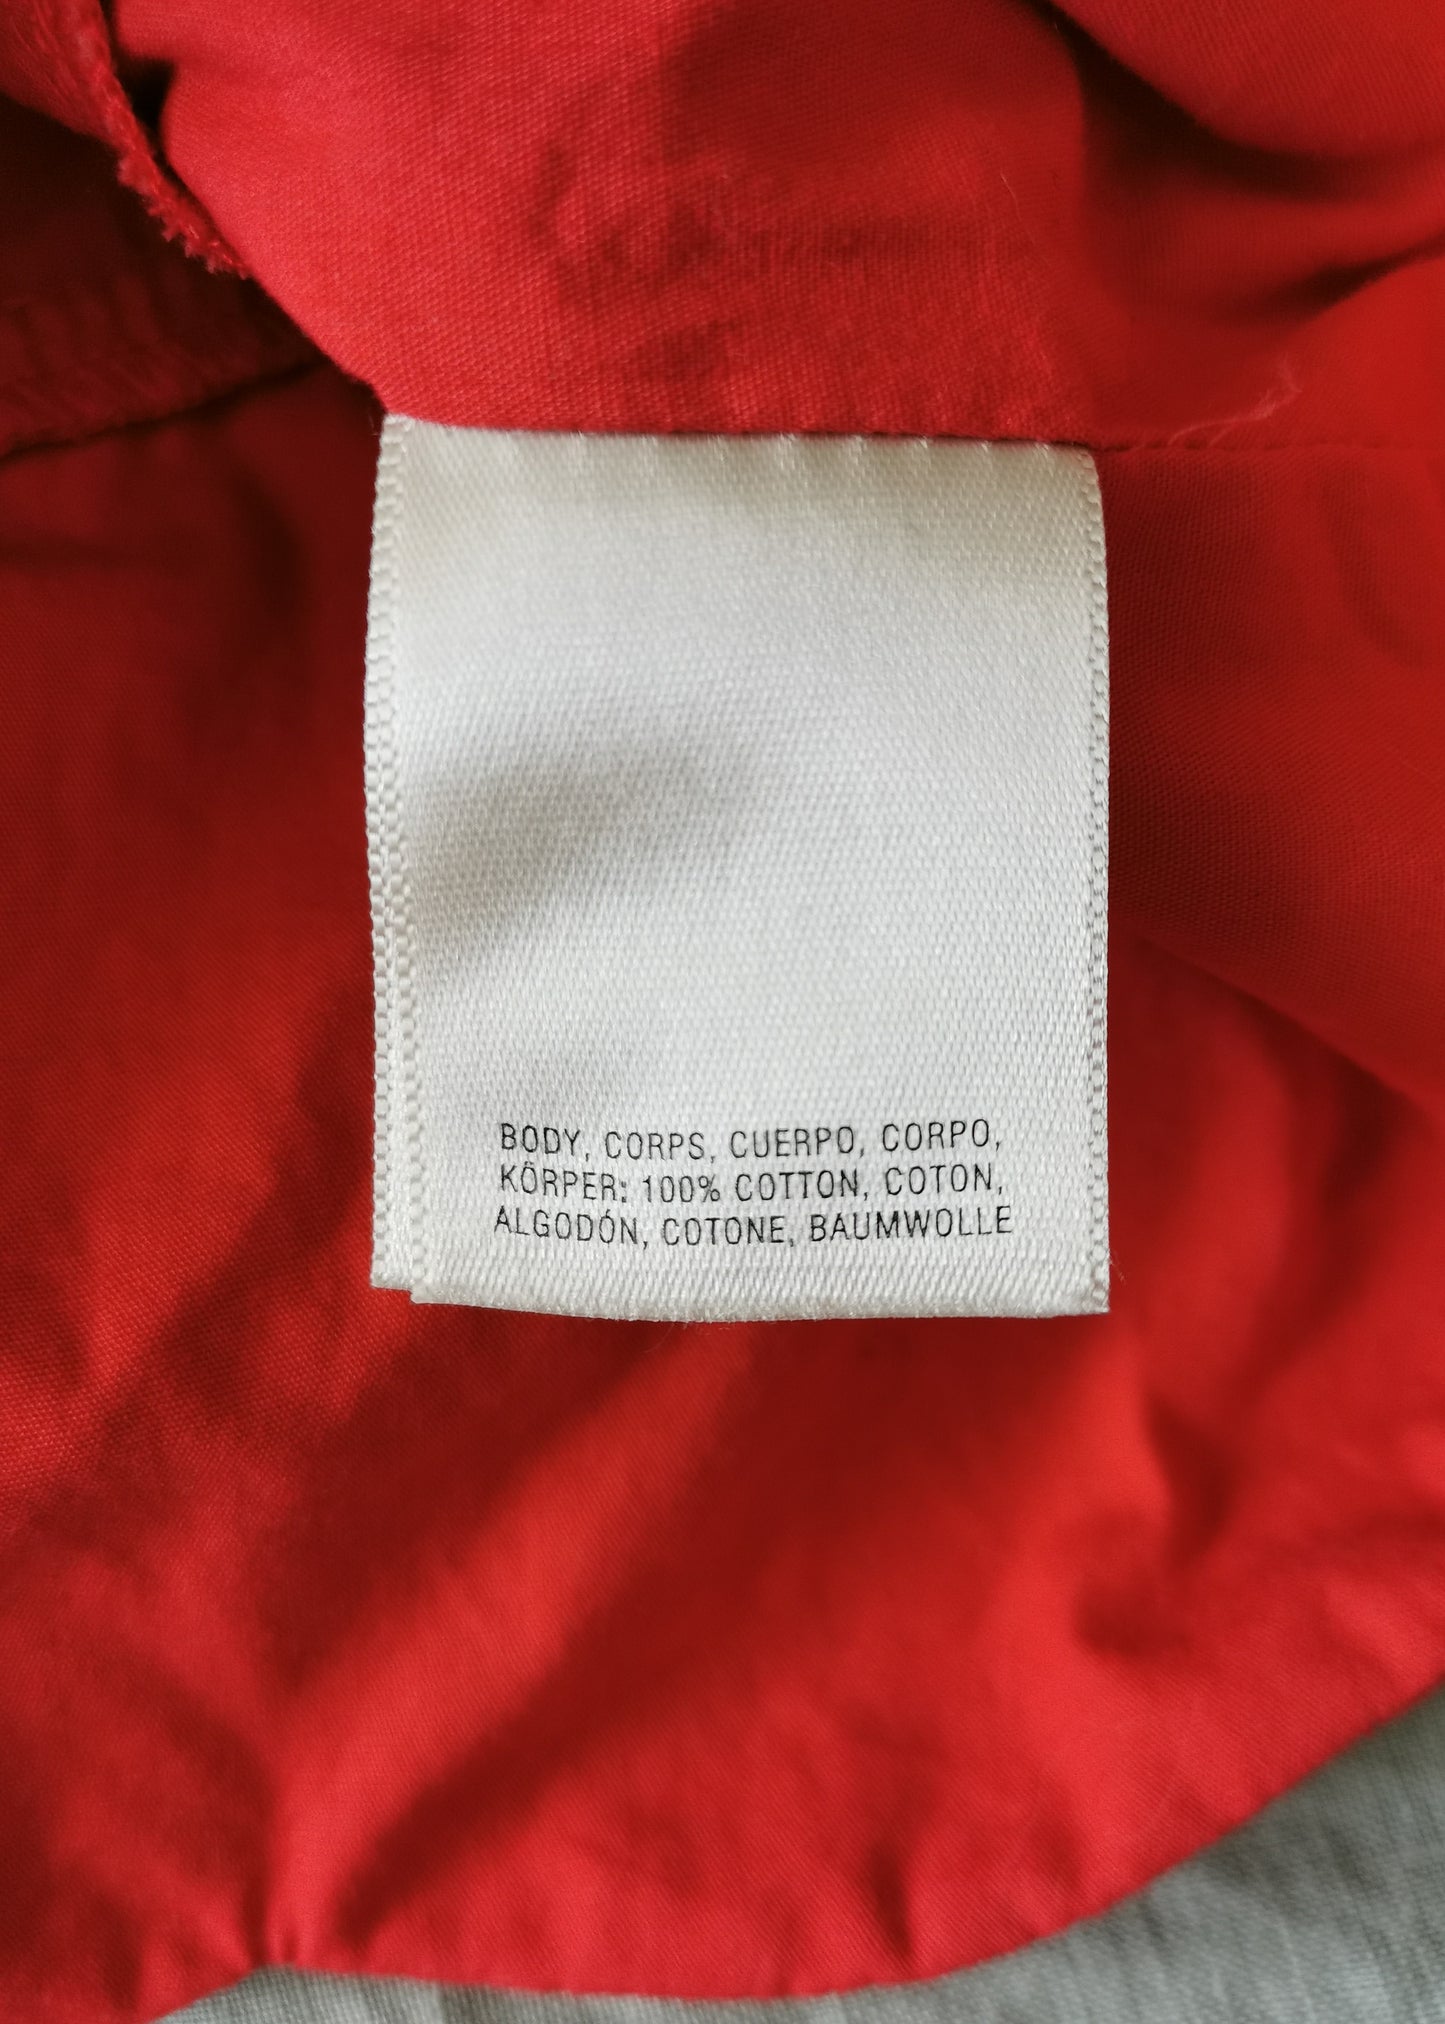 BODY, CORPS, CUERPO, CORPO,
KÖRPER: 100% COTTON, COTON,
ALGODÓN, COTONE, BAUMWOLLE